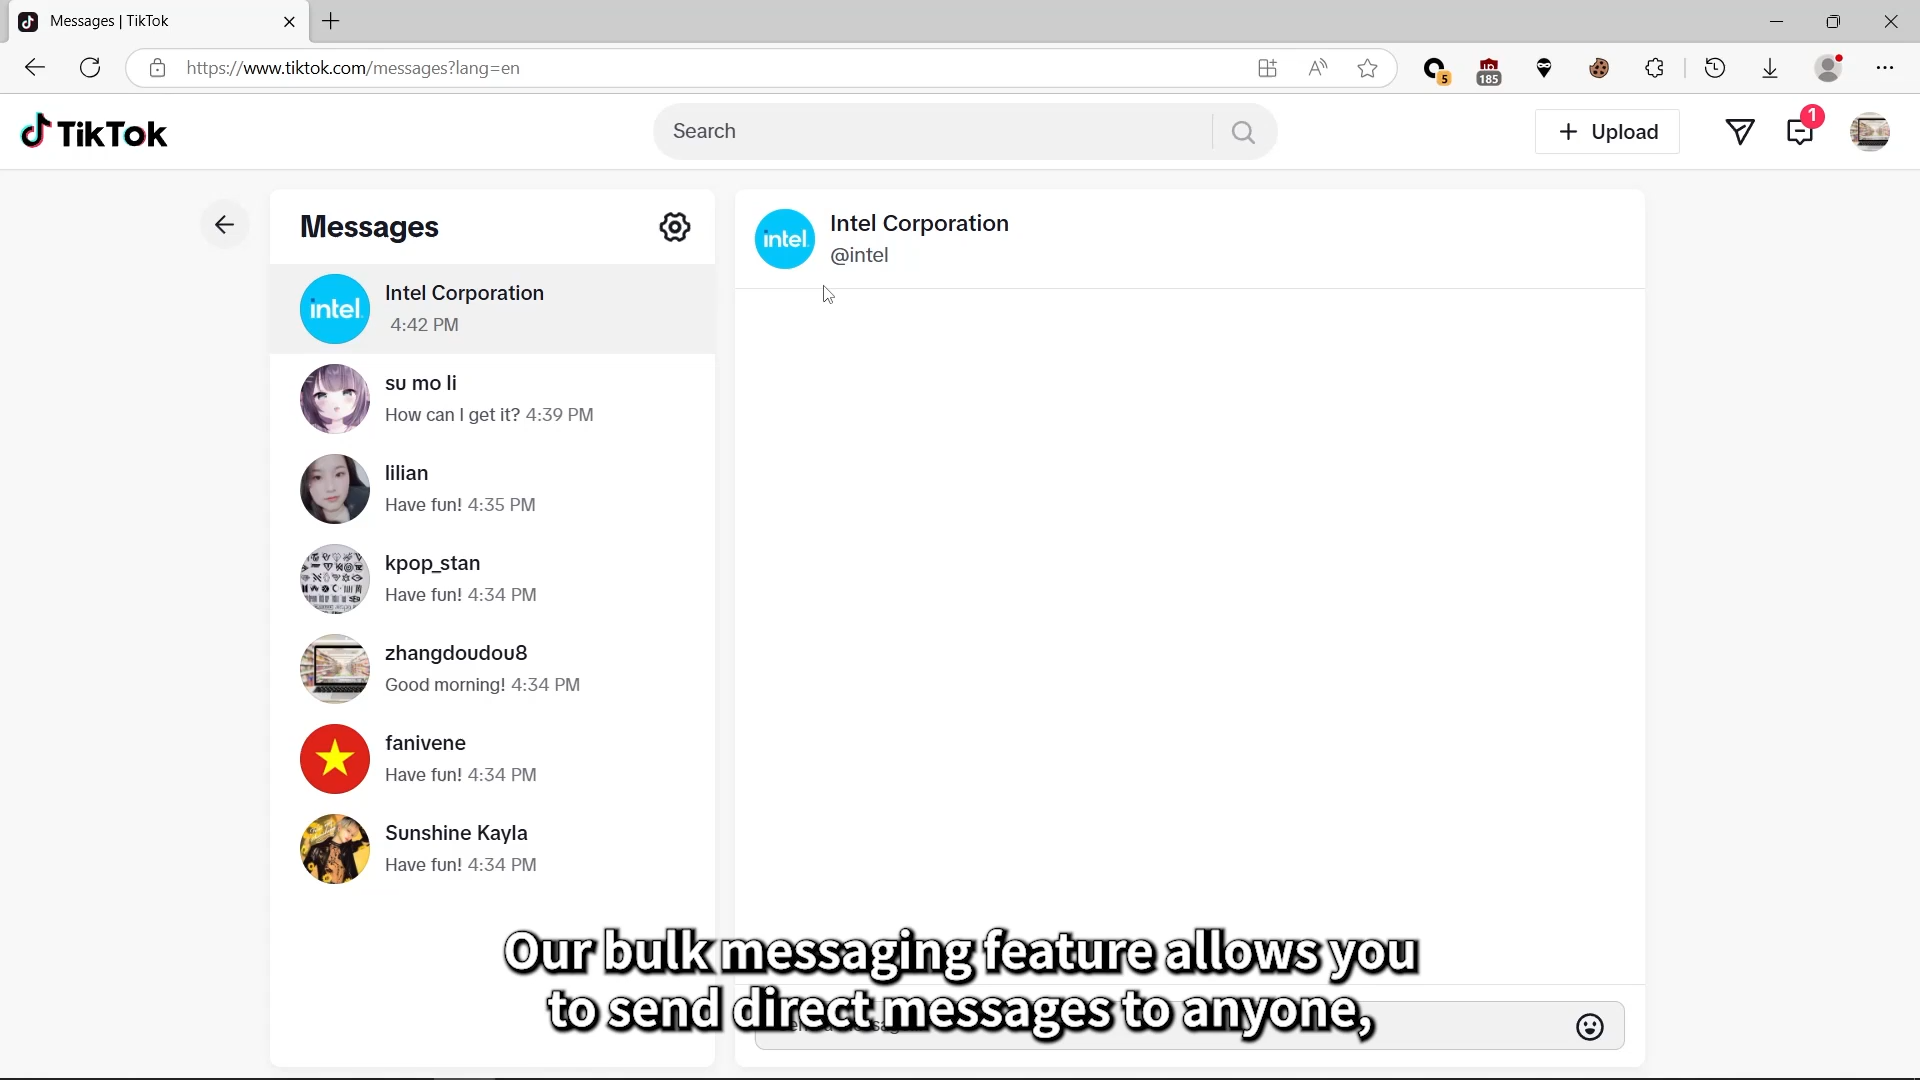 Messages | TikTok
https://www.tiktok.com/messages?lang=en
5
185
TikTok
Search
Upload
1
Messages
intel
Intel Corporation
4:42 PM
su mo li
How can I get it? 4:39 PM
lilian
Have fun! 4:35 PM
kpop_stan
Have fun! 4:34 PM
zhangdoudou8
Good morning! 4:34 PM
fanivene
Have fun! 4:34 PM
Sunshine Kayla
Have fun! 4:34 PM
intel
Intel Corporation
@intel
Our bulk messaging feature allows you
to send direct messages to anyone,